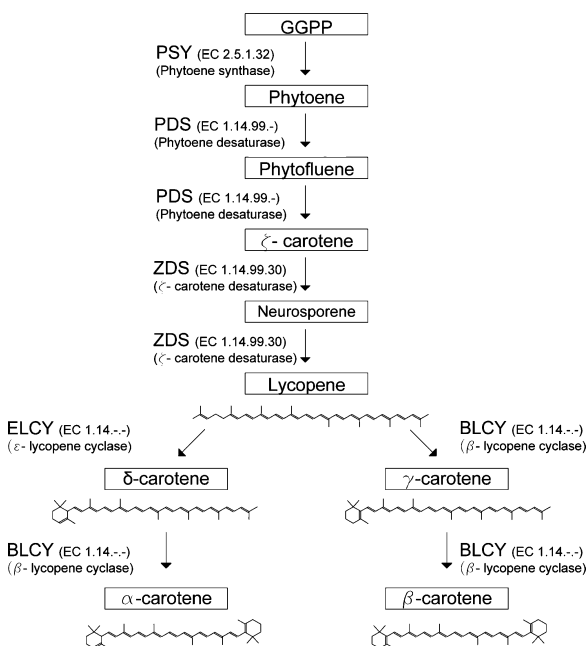 GGPP
PSY (EC 2.5.1.32)
(Phytoene synthase)
Phytoene
PDS (EC 1.14.99.-)
(Phytoene desaturase)
Phytofluene
PDS (EC 1.14.99.-)
(Phytoene desaturase)
ζ- carotene
ZDS (EC 1.14.99.30)
(ζ- carotene desaturase)
Neurosporene
ZDS (EC 1.14.99.30)
(ζ- carotene desaturase)
Lycopene
ELCY (EC 1.14.-.-)
(ε- lycopene cyclase)
BLCY (EC 1.14.-.-)
(β- lycopene cyclase)
δ-carotene
γ-carotene
BLCY (EC 1.14.-.-)
(β- lycopene cyclase)
BLCY (EC 1.14.-.-)
(β- lycopene cyclase)
α-carotene
β-carotene